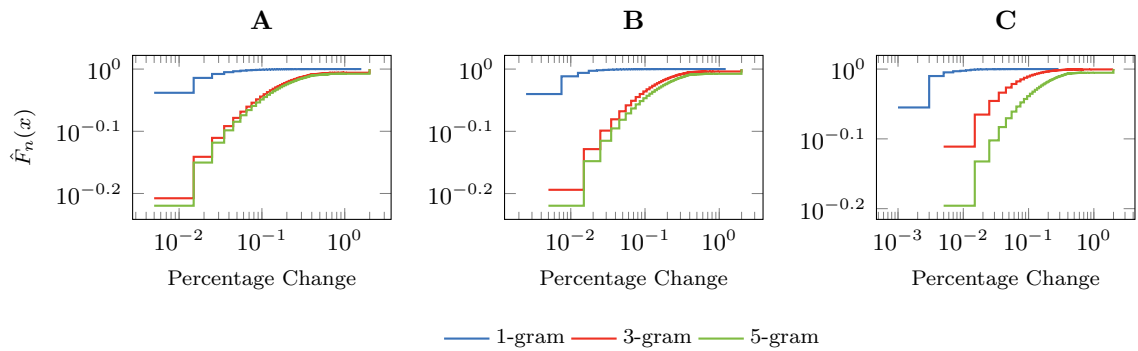 A B C
10^0 10^0 10^0
10^−0.1 10^−0.1 10^−0.1
10^−0.2 10^−0.2 10^−0.2
F̂n(x)
10^−2 10^−1 10^0 10^−2 10^−1 10^0 10^−3 10^−2 10^−1 10^0
Percentage Change Percentage Change Percentage Change
1-gram 3-gram 5-gram